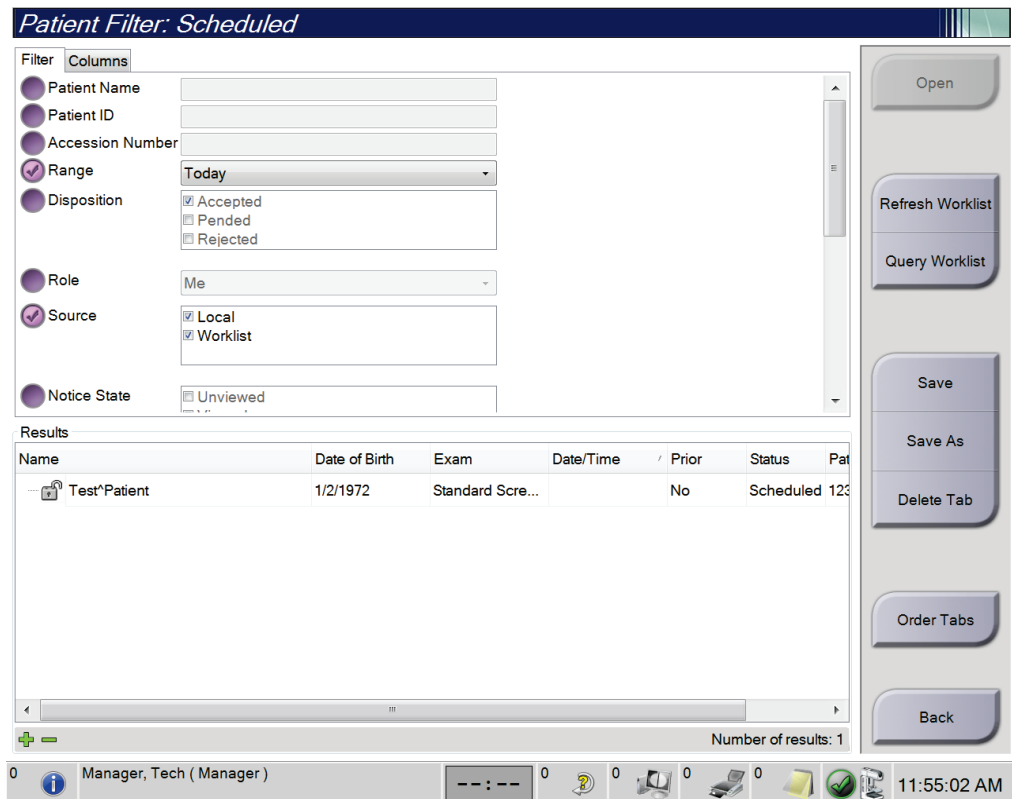 Patient Filter: Scheduled
Filter Columns
Open
Patient Name
Patient ID
Accession Number
Range Today
Disposition Accepted
Pended
Rejected
Refresh Worklist
Query Worklist
Role Me
Source Local
Worklist
Notice State Unviewed
Save
Save As
Delete Tab
Results
Name Date of Birth Exam Date/Time Prior Status Pat
Test^Patient 1/2/1972 Standard Scre... No Scheduled 123
Order Tabs
Back
Number of results: 1
0 Manager, Tech ( Manager ) --:-- 0 0 0 0 11:55:02 AM